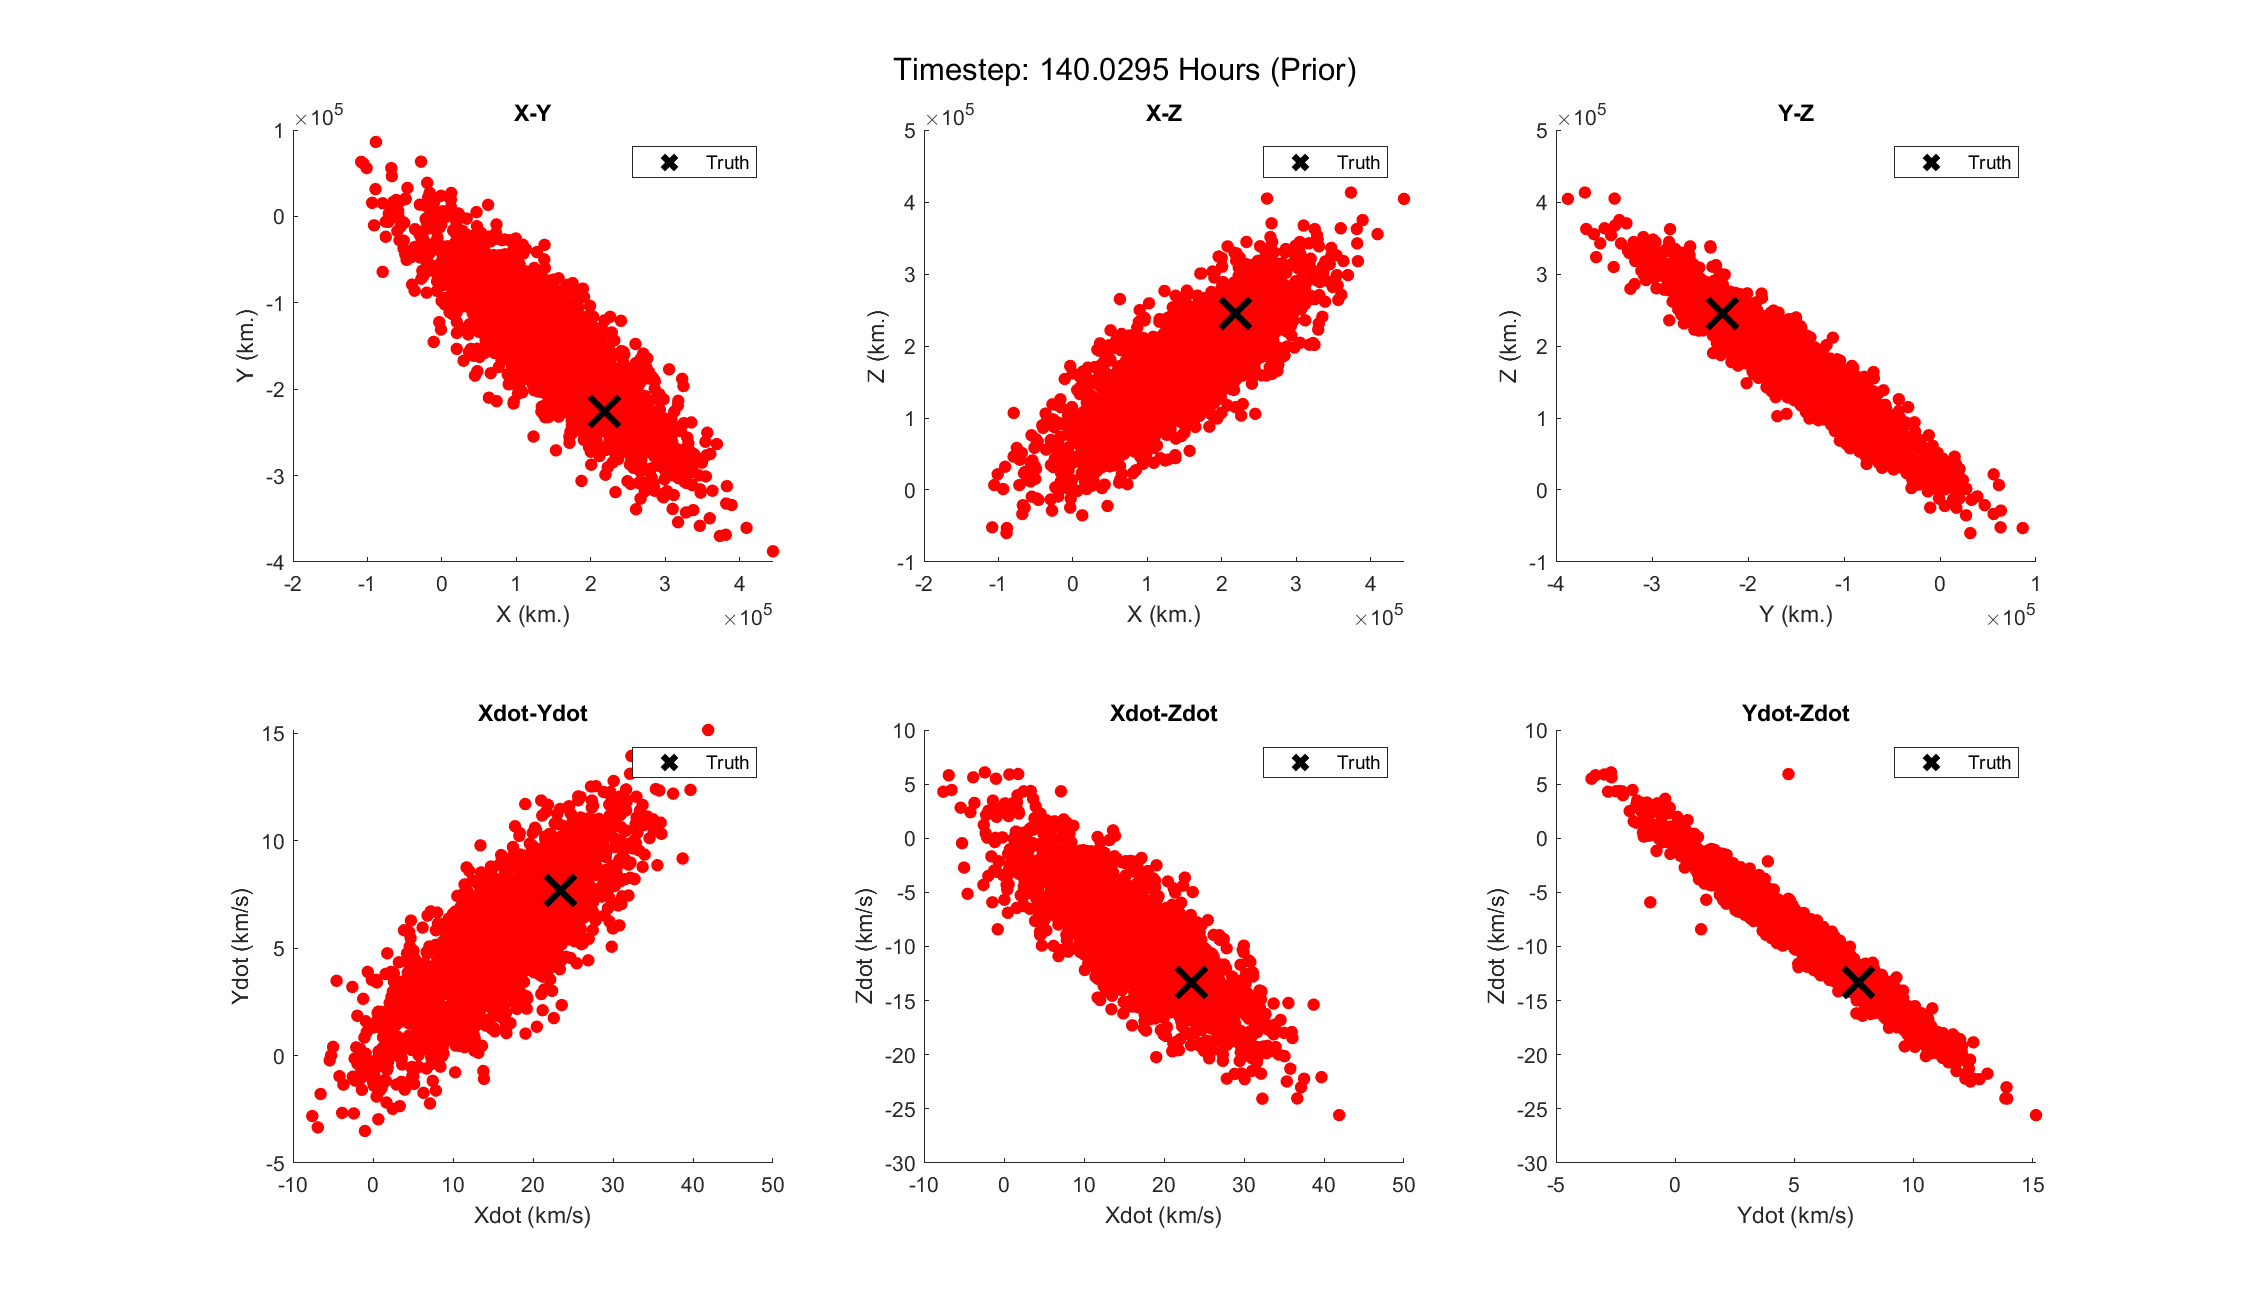 Timestep: 140.0295 Hours (Prior)
X-Y
×10^5
1
0
-1
-2
-3
-4
Y (km.)
Truth
-2 -1 0 1 2 3 4
X (km.)
×10^5
X-Z
×10^5
5
4
3
2
1
0
-1
Z (km.)
Truth
-2 -1 0 1 2 3 4
X (km.)
×10^5
Y-Z
×10^5
5
4
3
2
1
0
-1
Z (km.)
Truth
-4 -3 -2 -1 0 1
Y (km.)
×10^5
Xdot-Ydot
15
10
5
0
-5
Ydot (km/s)
Truth
-10 0 10 20 30 40 50
Xdot (km/s)
Xdot-Zdot
10
5
0
-5
-10
-15
-20
-25
-30
Zdot (km/s)
Truth
-10 0 10 20 30 40 50
Xdot (km/s)
Ydot-Zdot
10
5
0
-5
-10
-15
-20
-25
-30
Zdot (km/s)
Truth
-5 0 5 10 15
Ydot (km/s)